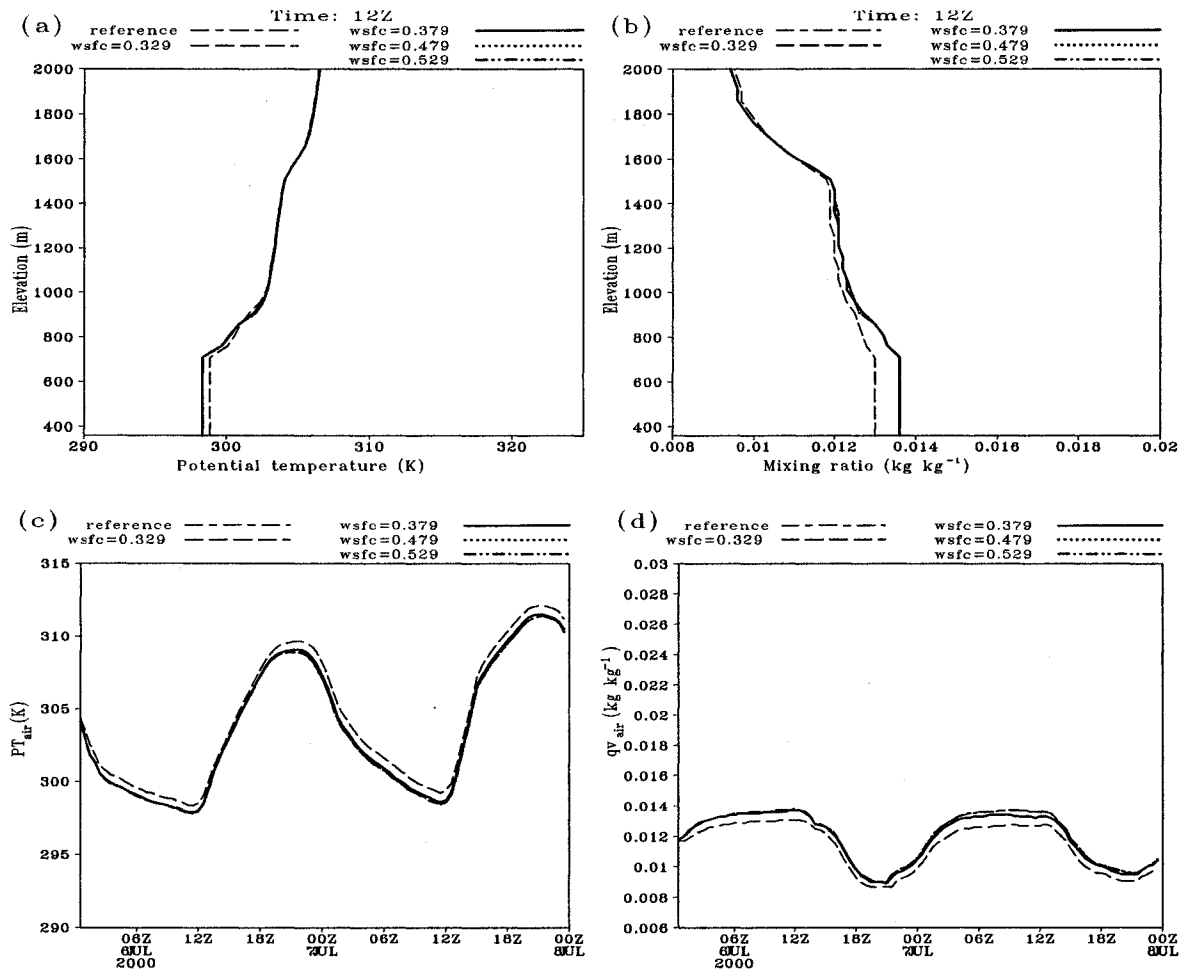 (a) Time: 12Z
reference wsfc=0.379
wsfc=0.329 wsfc=0.479
wsfc=0.529
2000
1800
1600
1400
1200
1000
800
600
400
Elevation (m)
290 300 310 320
Potential temperature (K)
(b) Time: 12Z
reference wsfc=0.379
wsfc=0.329 wsfc=0.479
wsfc=0.529
2000
1800
1600
1400
1200
1000
800
600
400
Elevation (m)
0.008 0.01 0.012 0.014 0.016 0.018 0.02
Mixing ratio (kg kg⁻¹)
(c)
reference wsfc=0.379
wsfc=0.329 wsfc=0.479
wsfc=0.529
315
310
305
300
295
290
PTair(K)
06Z 12Z 18Z 00Z 06Z 12Z 18Z 00Z
6JUL 7JUL 8JUL
2000
(d)
reference wsfc=0.379
wsfc=0.329 wsfc=0.479
wsfc=0.529
0.03
0.028
0.026
0.024
0.022
0.02
0.018
0.016
0.014
0.012
0.01
0.008
0.006
qvair (kg kg⁻¹)
06Z 12Z 18Z 00Z 06Z 12Z 18Z 00Z
6JUL 7JUL 8JUL
2000